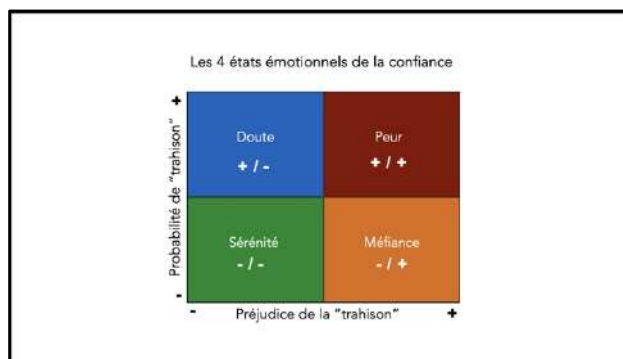 Les 4 états émotionnels de la confiance
+
Probabilité de "trahison"
-
Doute
+ / -
Peur
+ / +
Sérénité
- / -
Méfiance
- / +
-
Préjudice de la "trahison"
+